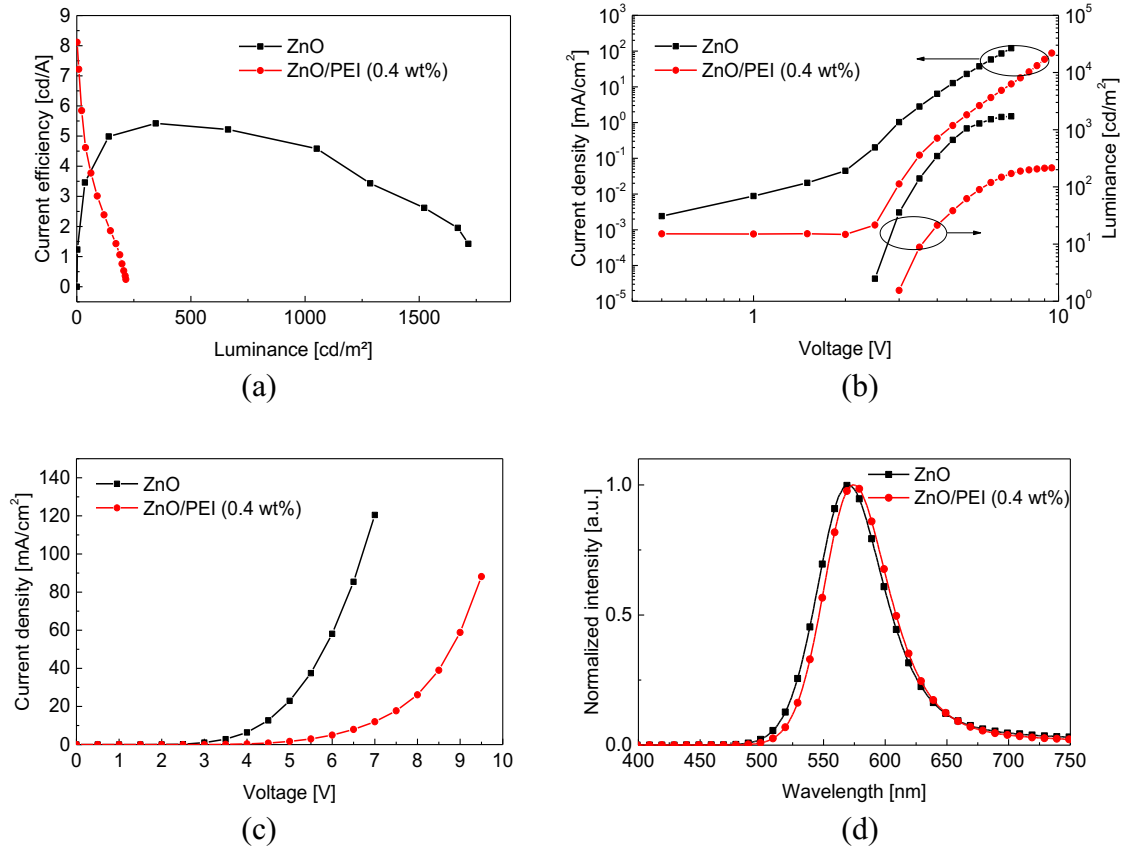 9
8
7
6
5
4
3
2
1
0
Current efficiency [cd/A]
ZnO
ZnO/PEI (0.4 wt%)
0 500 1000 1500
Luminance [cd/m²]
(a)
10³
10²
10¹
10⁰
10⁻¹
10⁻²
10⁻³
10⁻⁴
10⁻⁵
Current density [mA/cm²]
ZnO
ZnO/PEI (0.4 wt%)
10⁵
10⁴
10³
10²
10¹
10⁰
Luminance [cd/m²]
1 10
Voltage [V]
(b)
140
120
100
80
60
40
20
0
Current density [mA/cm²]
ZnO
ZnO/PEI (0.4 wt%)
0 1 2 3 4 5 6 7 8 9 10
Voltage [V]
(c)
1.0
0.5
0.0
Normalized intensity [a.u.]
ZnO
ZnO/PEI (0.4 wt%)
400 450 500 550 600 650 700 750
Wavelength [nm]
(d)